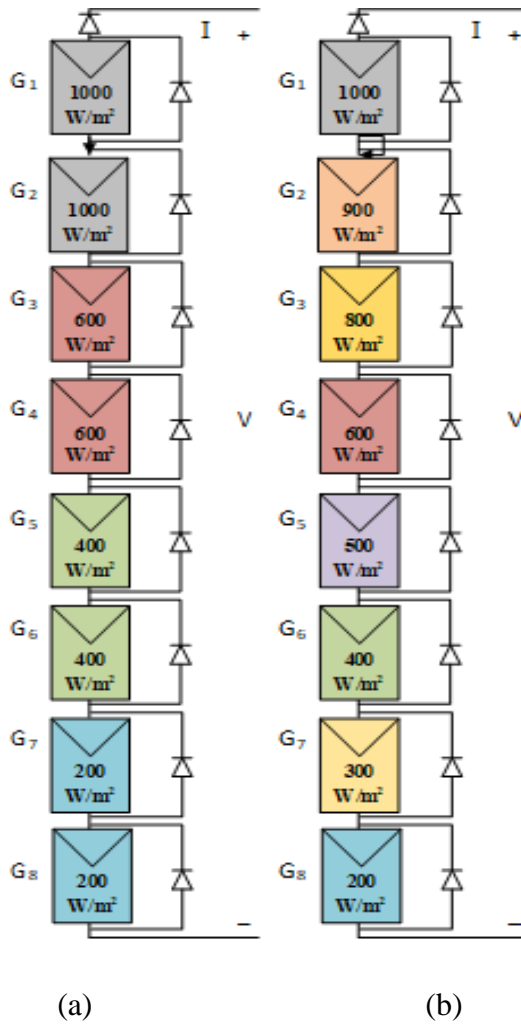 I +
G1
1000
W/m²
G2
1000
W/m²
G3
600
W/m²
G4
600
W/m²
V
G5
400
W/m²
G6
400
W/m²
G7
200
W/m²
G8
200
W/m²
–
(a)
I +
G1
1000
W/m²
G2
900
W/m²
G3
800
W/m²
G4
600
W/m²
V
G5
500
W/m²
G6
400
W/m²
G7
300
W/m²
G8
200
W/m²
–
(b)